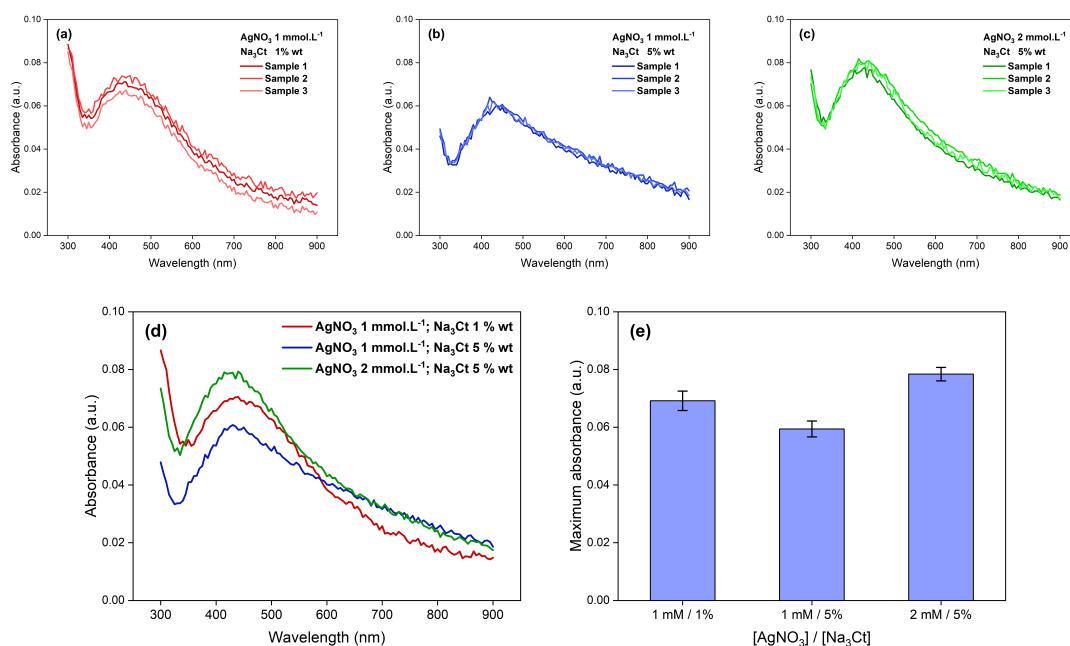 (a)
AgNO₃ 1 mmol.L⁻¹
Na₃Ct 1% wt
Sample 1
Sample 2
Sample 3
Absorbance (a.u.)
0.10
0.08
0.06
0.04
0.02
0.00
300 400 500 600 700 800 900
Wavelength (nm)
(b)
AgNO₃ 1 mmol.L⁻¹
Na₃Ct 5% wt
Sample 1
Sample 2
Sample 3
Absorbance (a.u.)
0.10
0.08
0.06
0.04
0.02
0.00
300 400 500 600 700 800 900
Wavelength (nm)
(c)
AgNO₃ 2 mmol.L⁻¹
Na₃Ct 5% wt
Sample 1
Sample 2
Sample 3
Absorbance (a.u.)
0.10
0.08
0.06
0.04
0.02
0.00
300 400 500 600 700 800 900
Wavelength (nm)
(d)
AgNO₃ 1 mmol.L⁻¹; Na₃Ct 1 % wt
AgNO₃ 1 mmol.L⁻¹; Na₃Ct 5 % wt
AgNO₃ 2 mmol.L⁻¹; Na₃Ct 5 % wt
Absorbance (a.u.)
0.10
0.08
0.06
0.04
0.02
0.00
300 400 500 600 700 800 900
Wavelength (nm)
(e)
Maximum absorbance (a.u.)
0.10
0.08
0.06
0.04
0.02
0.00
1 mM / 1% 1 mM / 5% 2 mM / 5%
[AgNO₃] / [Na₃Ct]